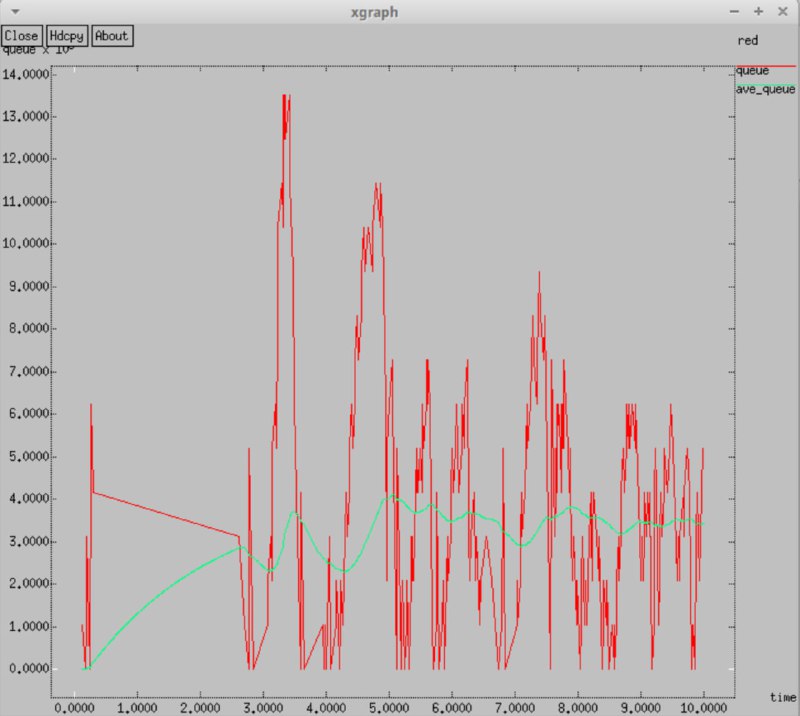 xgraph
Close Hdcpy About
queue x 10³
red
queue
ave_queue
14.0000
13.0000
12.0000
11.0000
10.0000
9.0000
8.0000
7.0000
6.0000
5.0000
4.0000
3.0000
2.0000
1.0000
0.0000
time
0.0000 1.0000 2.0000 3.0000 4.0000 5.0000 6.0000 7.0000 8.0000 9.0000 10.0000